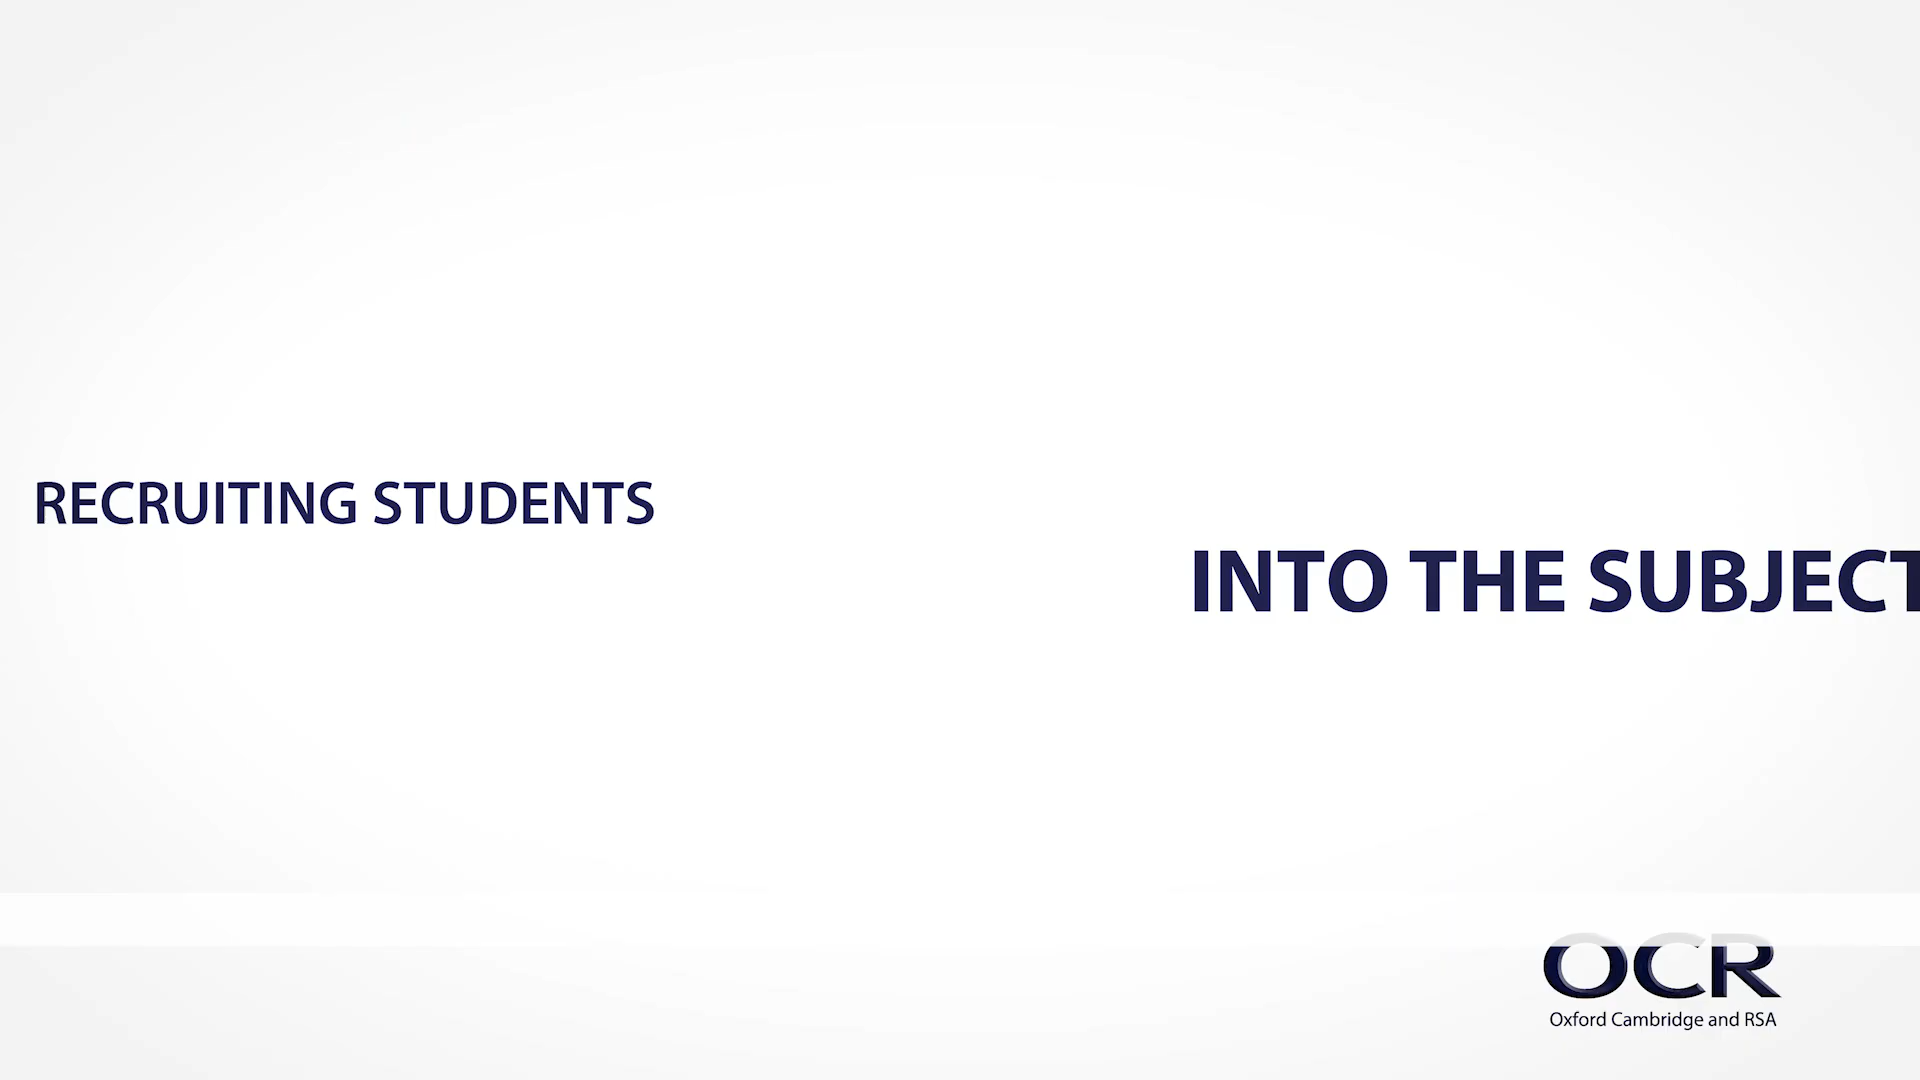 RECRUITING STUDENTS
INTO THE SUBJECT
OCR
Oxford Cambridge and RSA